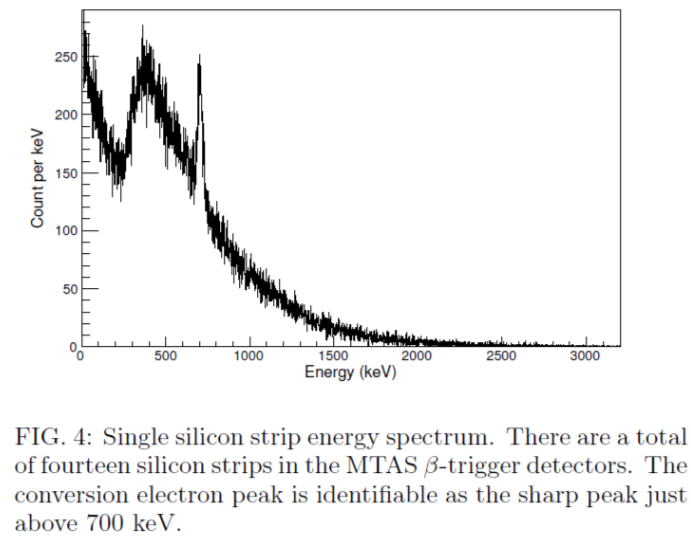 250
200
150
100
50
0
Count per keV
0 500 1000 1500 2000 2500 3000
Energy (keV)
FIG. 4: Single silicon strip energy spectrum. There are a total
of fourteen silicon strips in the MTAS β-trigger detectors. The
conversion electron peak is identifiable as the sharp peak just
above 700 keV.